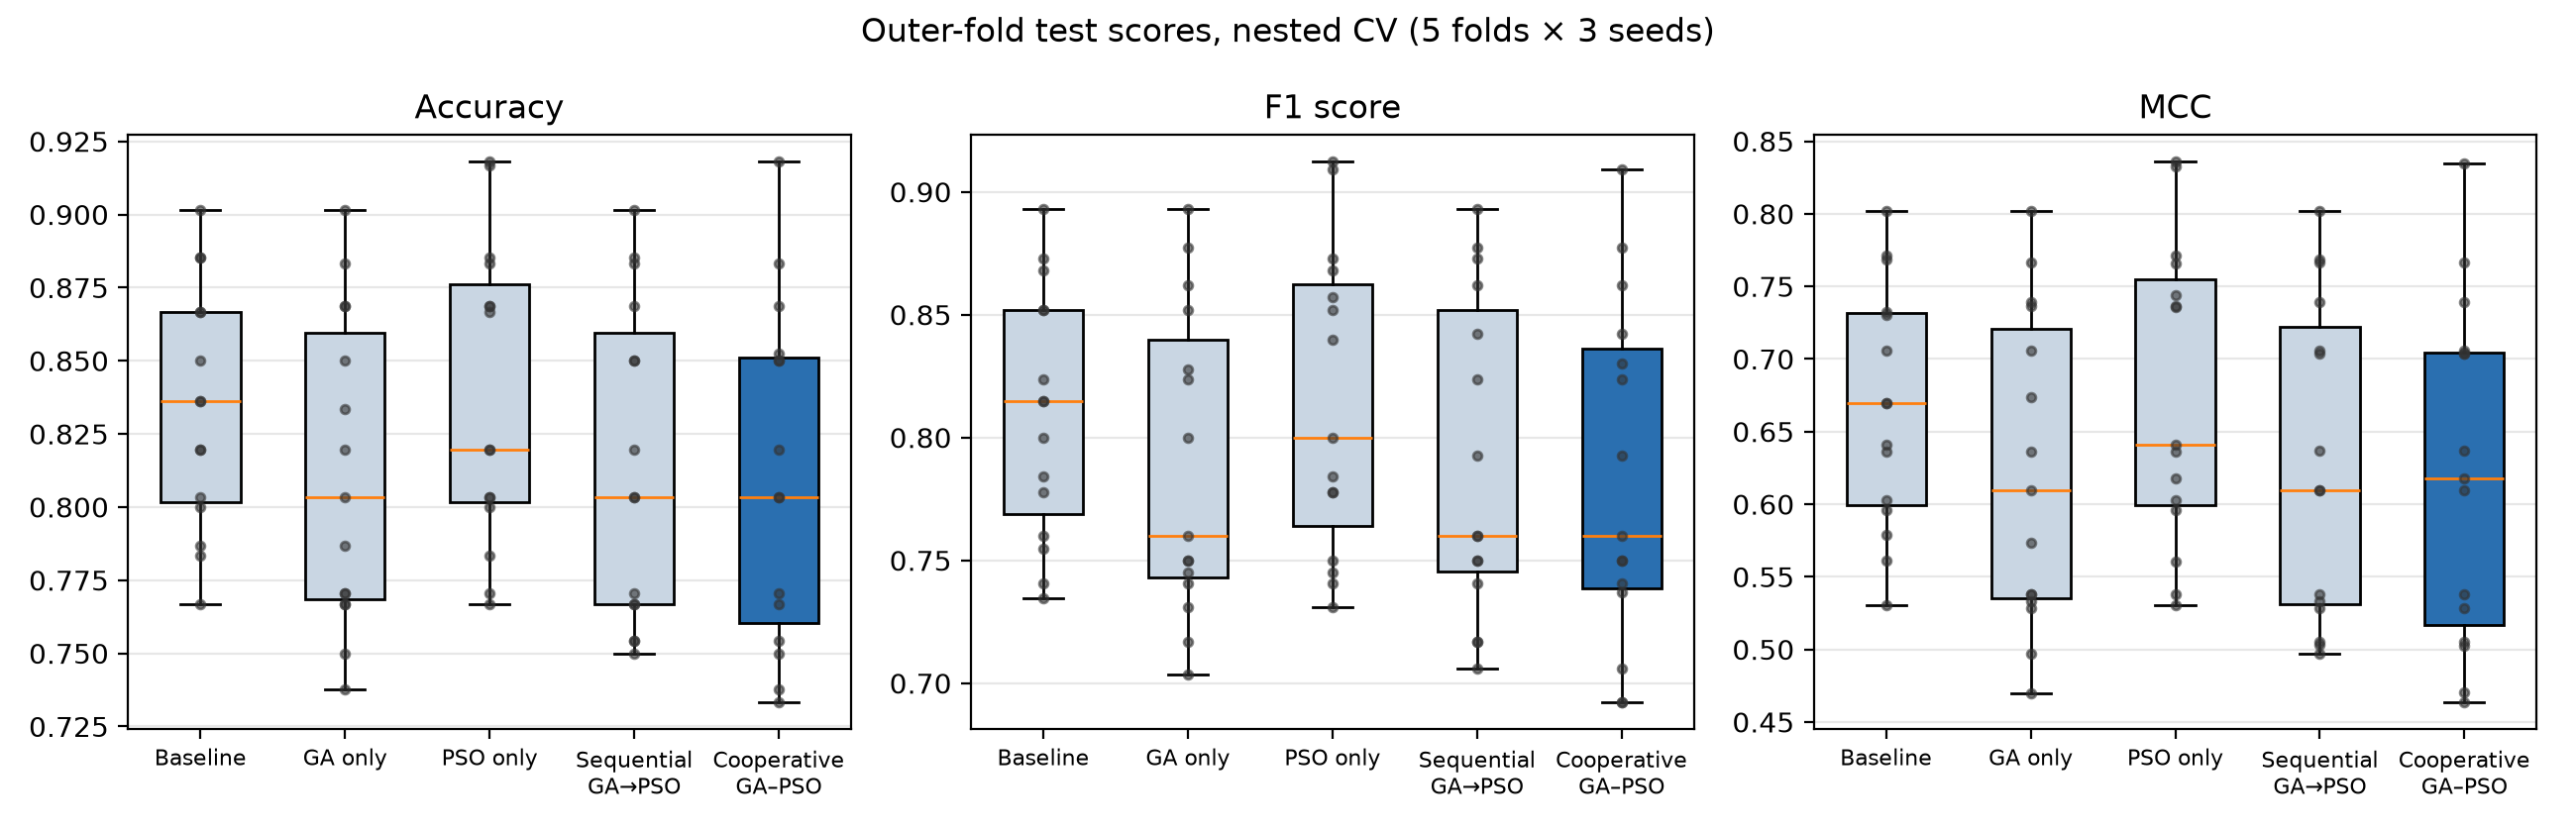 Outer-fold test scores, nested CV (5 folds × 3 seeds)
Accuracy
0.925
0.900
0.875
0.850
0.825
0.800
0.775
0.750
0.725
Baseline
GA only
PSO only
Sequential
GA→PSO
Cooperative
GA–PSO
F1 score
0.90
0.85
0.80
0.75
0.70
Baseline
GA only
PSO only
Sequential
GA→PSO
Cooperative
GA–PSO
MCC
0.85
0.80
0.75
0.70
0.65
0.60
0.55
0.50
0.45
Baseline
GA only
PSO only
Sequential
GA→PSO
Cooperative
GA–PSO